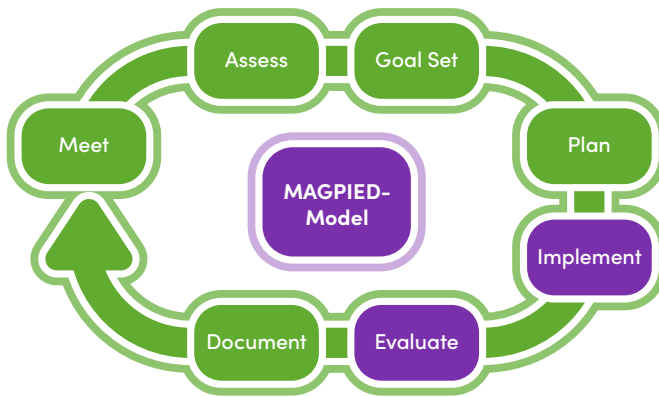 Assess
Goal Set
Meet
Plan
MAGPIED-
Model
Implement
Document
Evaluate